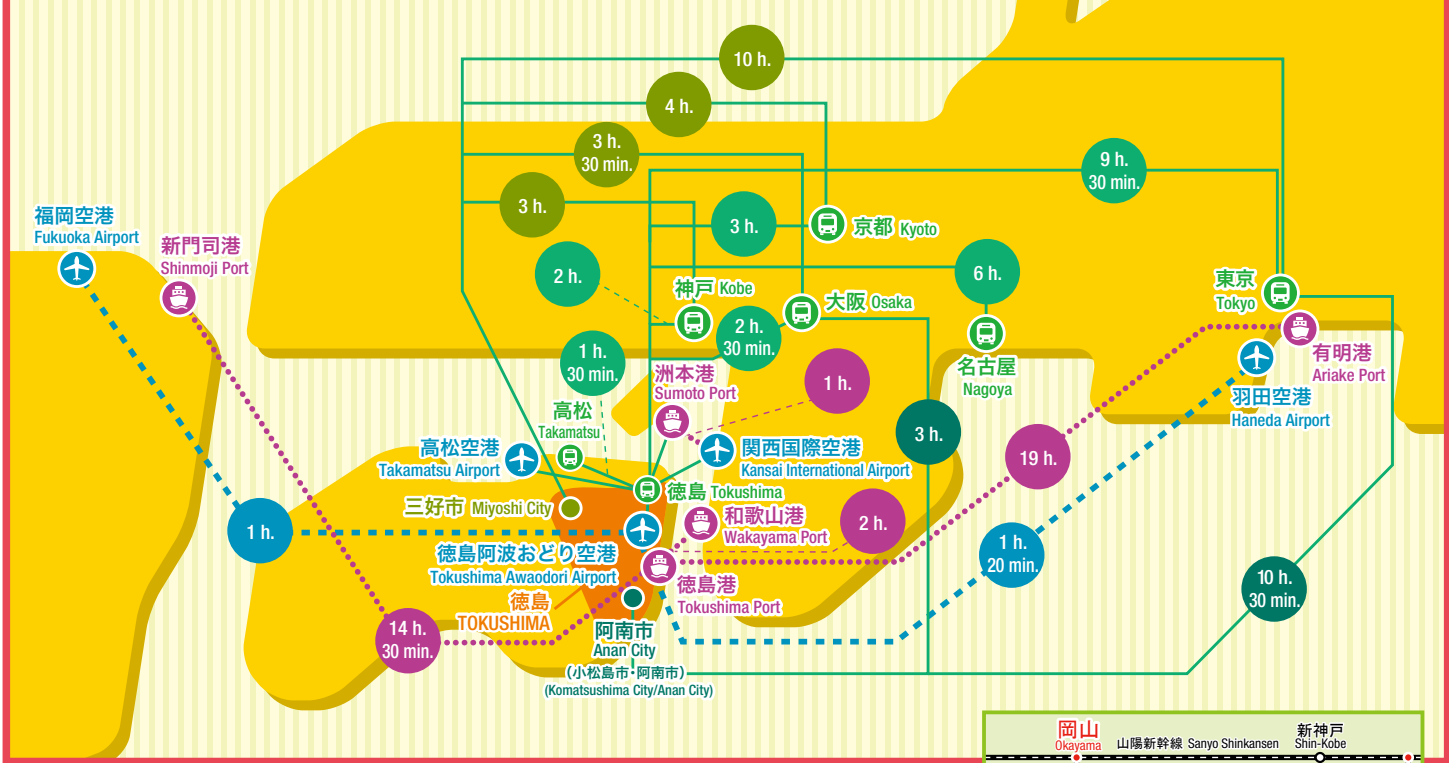 10 h.
4 h.
3 h.
30 min.
9 h.
30 min.
3 h.
3 h.
福岡空港
Fukuoka Airport
新門司港
Shinmoji Port
京都 Kyoto
2 h.
6 h.
神戸 Kobe
大阪 Osaka
東京
Tokyo
2 h.
30 min.
1 h.
30 min.
名古屋
Nagoya
有明港
Ariake Port
洲本港
Sumoto Port
1 h.
羽田空港
Haneda Airport
高松
Takamatsu
3 h.
高松空港
Takamatsu Airport
関西国際空港
Kansai International Airport
19 h.
徳島 Tokushima
三好市 Miyoshi City
和歌山港
Wakayama Port
2 h.
1 h.
徳島阿波おどり空港
Tokushima Awaodori Airport
1 h.
20 min.
徳島港
Tokushima Port
10 h.
30 min.
徳島
TOKUSHIMA
14 h.
30 min.
阿南市
Anan City
(小松島市・阿南市)
(Komatsushima City/Anan City)
岡山
Okayama
山陽新幹線 Sanyo Shinkansen
新神戸
Shin-Kobe